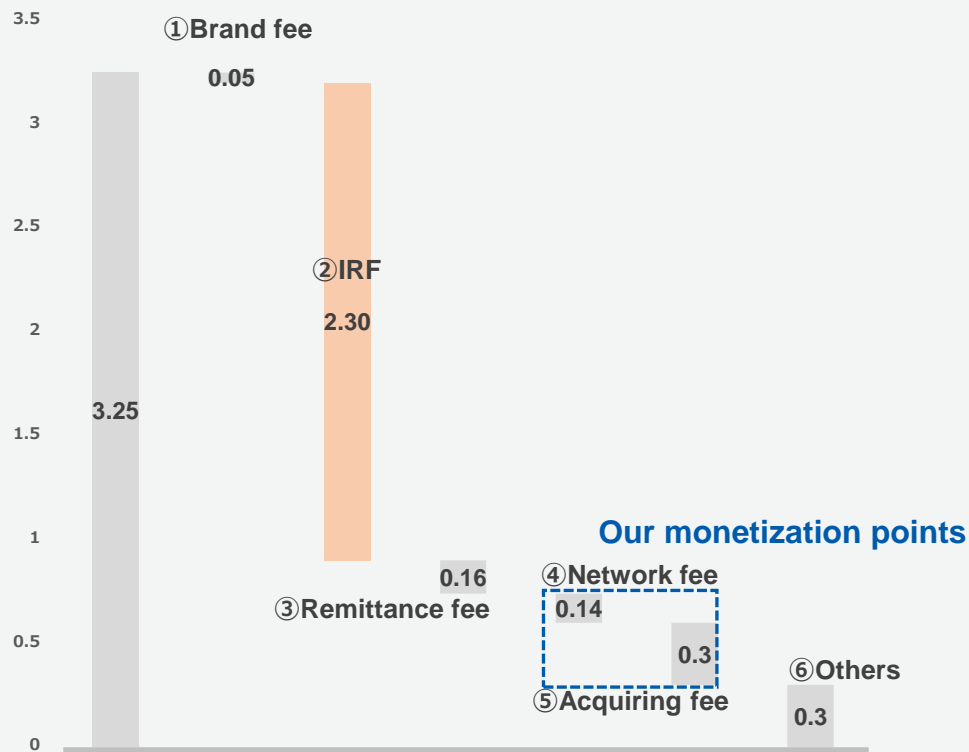 3.5
①Brand fee
0.05
3
2.5
②IRF
2.30
2
3.25
1.5
Our monetization points
1
④Network fee
0.16
0.14
③Remittance fee
0.5
0.3
⑥Others
⑤Acquiring fee
0.3
0